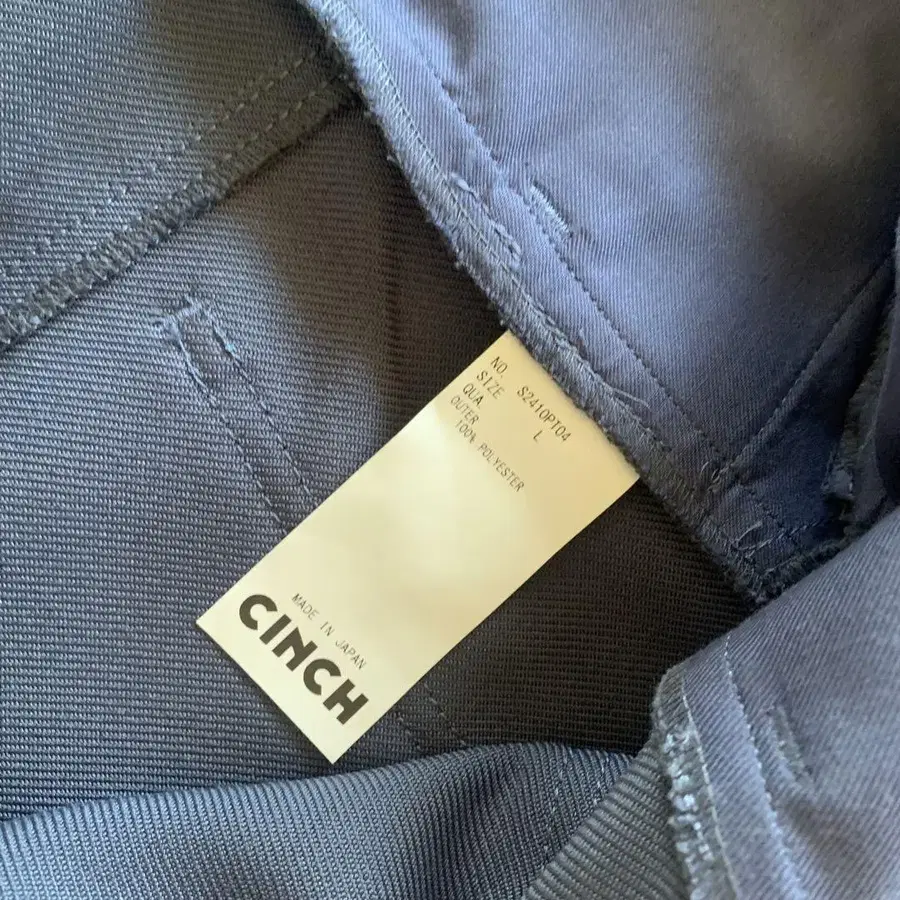 NO. S2410PT04
SIZE L
QUA.
OUTER
100% POLYESTER
MADE IN JAPAN
CINCH